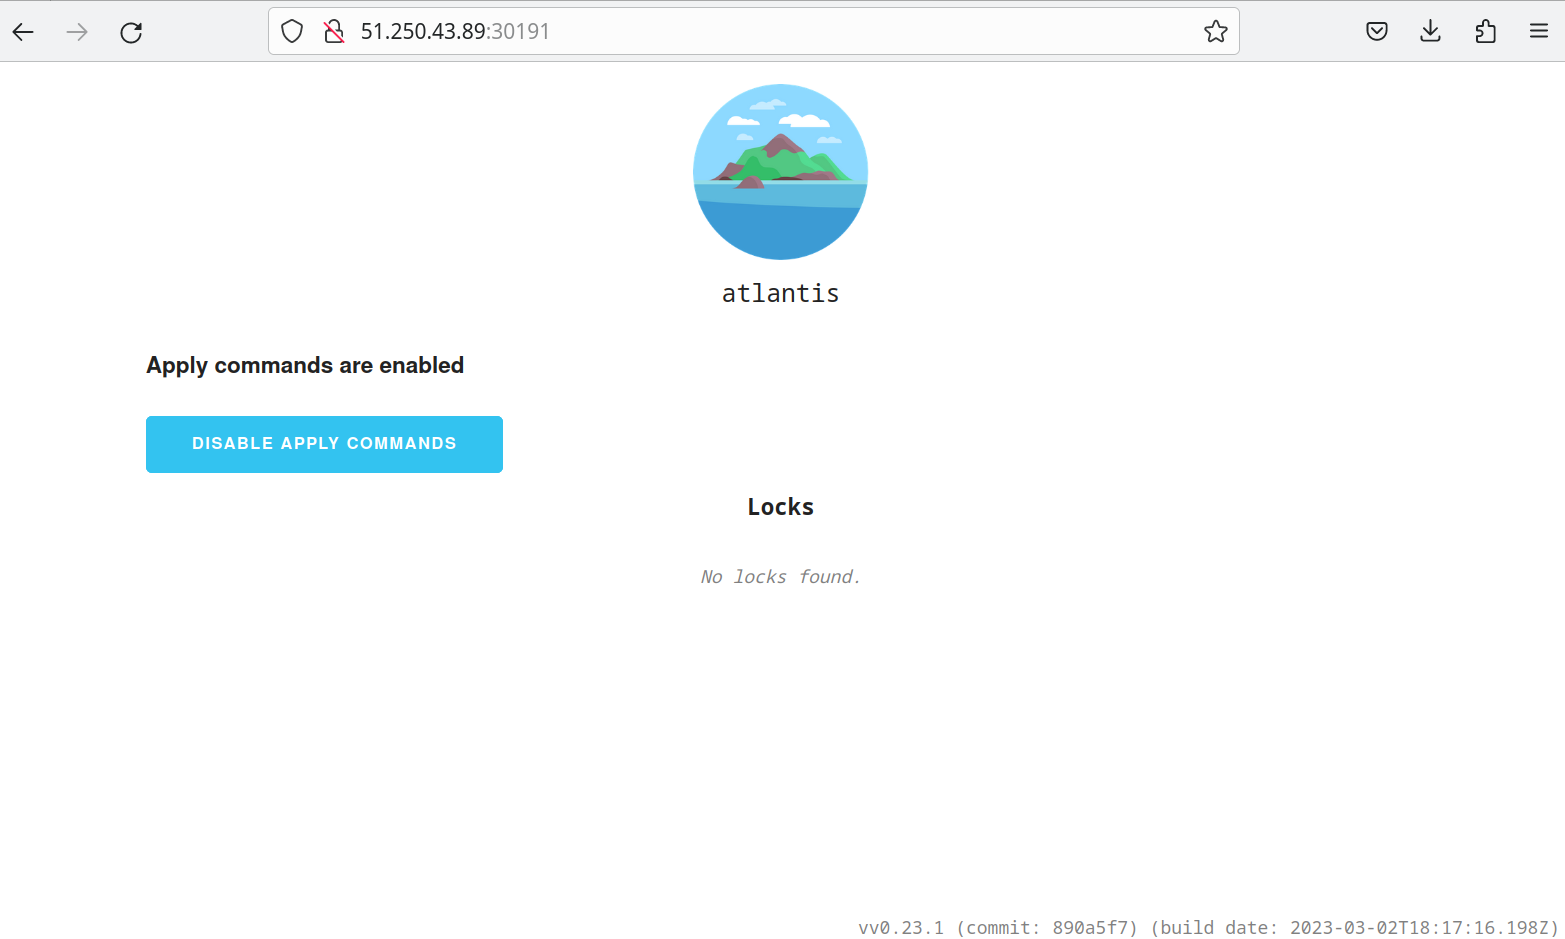 51.250.43.89:30191
atlantis
Apply commands are enabled
DISABLE APPLY COMMANDS
Locks
No locks found.
vv0.23.1 (commit: 890a5f7) (build date: 2023-03-02T18:17:16.198Z)